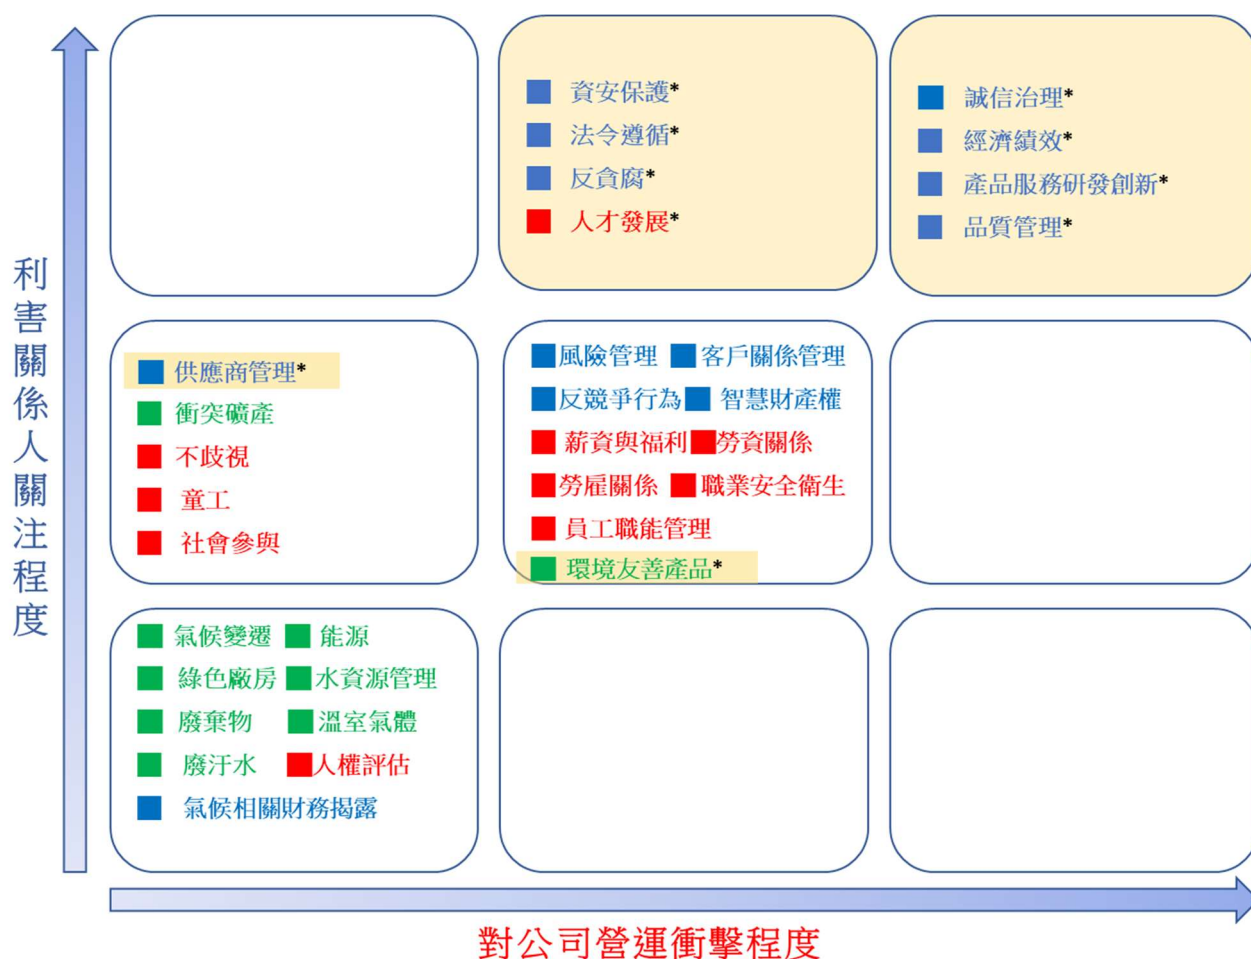 利害關係人關注程度
資安保護*
法令遵循*
反貪腐*
人才發展*
誠信治理*
經濟績效*
產品服務研發創新*
品質管理*
供應商管理*
衝突礦產
不歧視
童工
社會參與
風險管理 客戶關係管理
反競爭行為 智慧財產權
薪資與福利 勞資關係
勞雇關係 職業安全衛生
員工職能管理
環境友善產品*
氣候變遷 能源
綠色廠房 水資源管理
廢棄物 溫室氣體
廢汙水 人權評估
氣候相關財務揭露
對公司營運衝擊程度